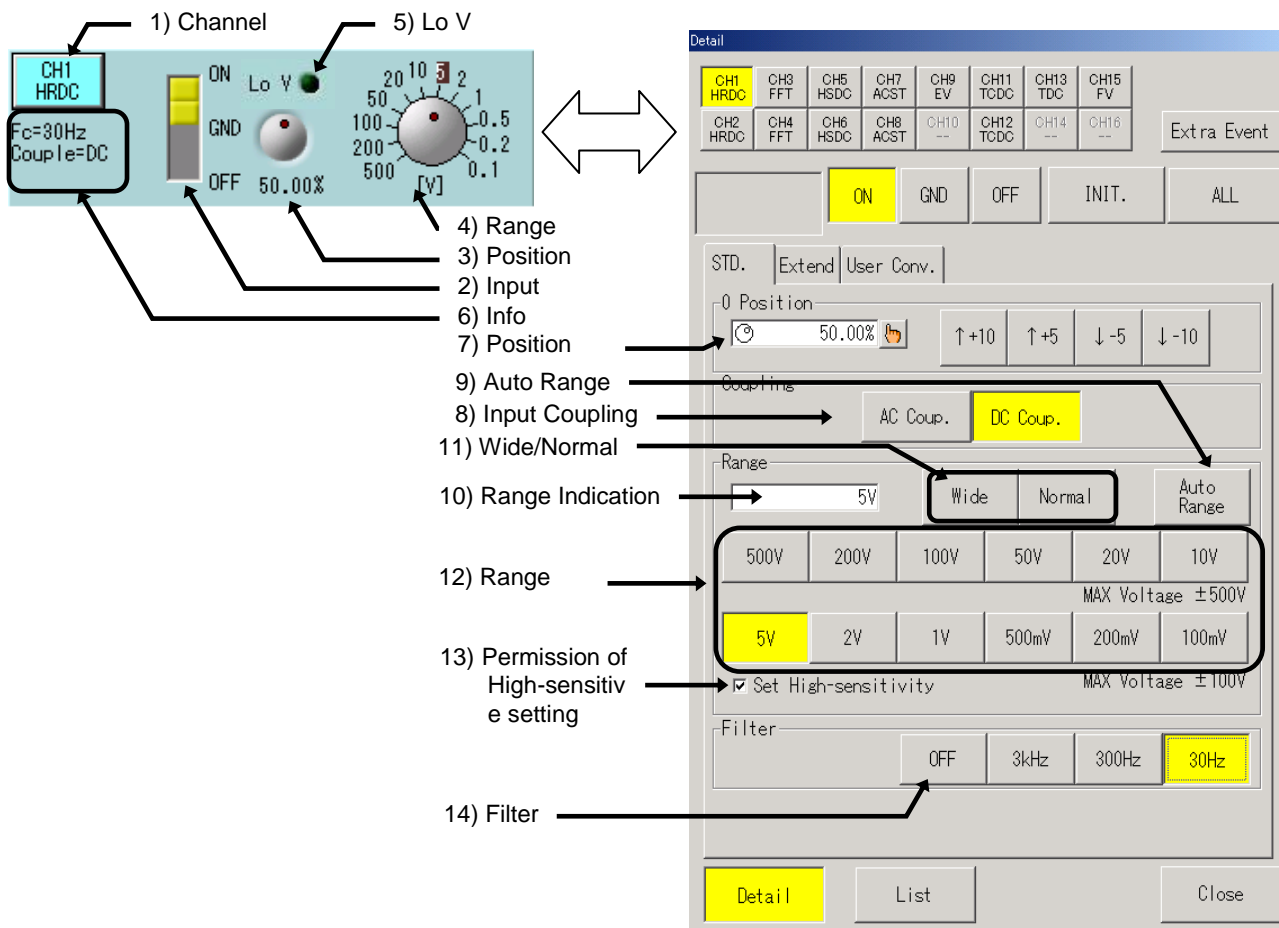 1) Channel
5) Lo V
CH1
HRDC
Fc=30Hz
Couple=DC
ON
GND
OFF
Lo V
50.00%
500
200
100
50
20
10
5
2
1
0.5
0.2
0.1
[V]
4) Range
3) Position
2) Input
6) Info
7) Position
9) Auto Range
8) Input Coupling
11) Wide/Normal
10) Range Indication
12) Range
13) Permission of
High-sensitiv
e setting
14) Filter
Detail
CH1 HRDC
CH3 FFT
CH5 HSDC
CH7 ACST
CH9 EV
CH11 TCDC
CH13 TDC
CH15 FV
CH2 HRDC
CH4 FFT
CH6 HSDC
CH8 ACST
CH10 --
CH12 TCDC
CH14 --
CH16 --
Extra Event
ON GND OFF INIT. ALL
STD. Extend User Conv.
0 Position
50.00% ↑+10 ↑+5 ↓-5 ↓-10
Coupling
AC Coup. DC Coup.
Range
5V Wide Normal Auto Range
500V 200V 100V 50V 20V 10V
MAX Voltage ±500V
5V 2V 1V 500mV 200mV 100mV
Set High-sensitivity MAX Voltage ±100V
Filter
OFF 3kHz 300Hz 30Hz
Detail List Close